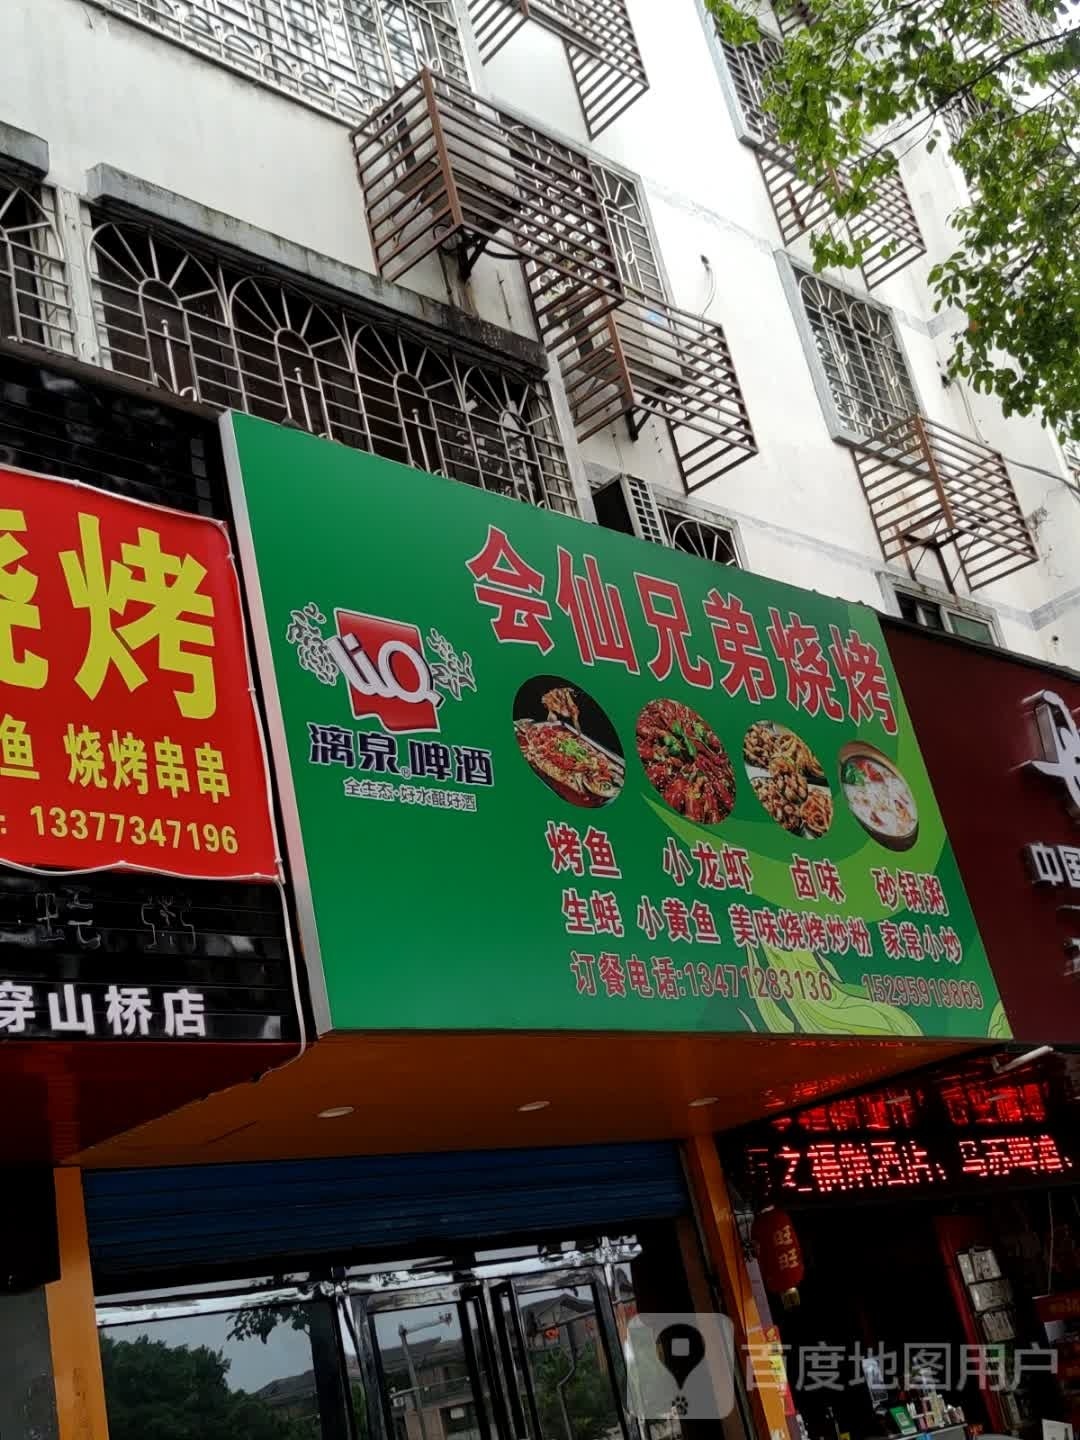 烧烤
鱼 烧烤串串
: 13377347196
穿山桥店
会仙兄弟烧烤
LiQ
漓泉®啤酒
全生态·好水酿好酒
烤鱼 小龙虾 卤味 砂锅粥
生蚝 小黄鱼 美味烧烤炒粉 家常小炒
订餐电话:13471283136 15295919869
中国
旺旺
百度地图用户